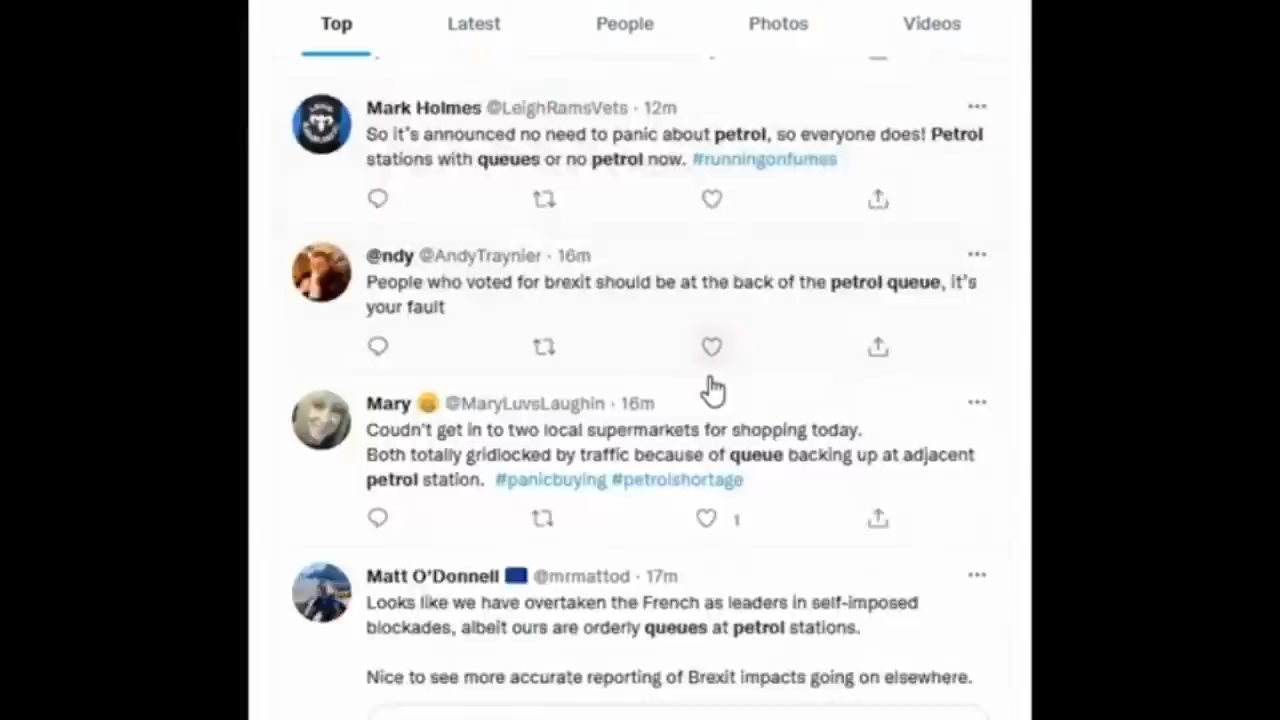 Top Latest People Photos Videos
Mark Holmes @LeighRamsVets · 12m
So it's announced no need to panic about petrol, so everyone does! Petrol
stations with queues or no petrol now. #runningonfumes
@ndy @AndyTraynier · 16m
People who voted for brexit should be at the back of the petrol queue, it's
your fault
Mary @MaryLuvsLaughin · 16m
Coudn't get in to two local supermarkets for shopping today.
Both totally gridlocked by traffic because of queue backing up at adjacent
petrol station. #panicbuying #petrolshortage
1
Matt O'Donnell @mrmattod · 17m
Looks like we have overtaken the French as leaders in self-imposed
blockades, albeit ours are orderly queues at petrol stations.
Nice to see more accurate reporting of Brexit impacts going on elsewhere.